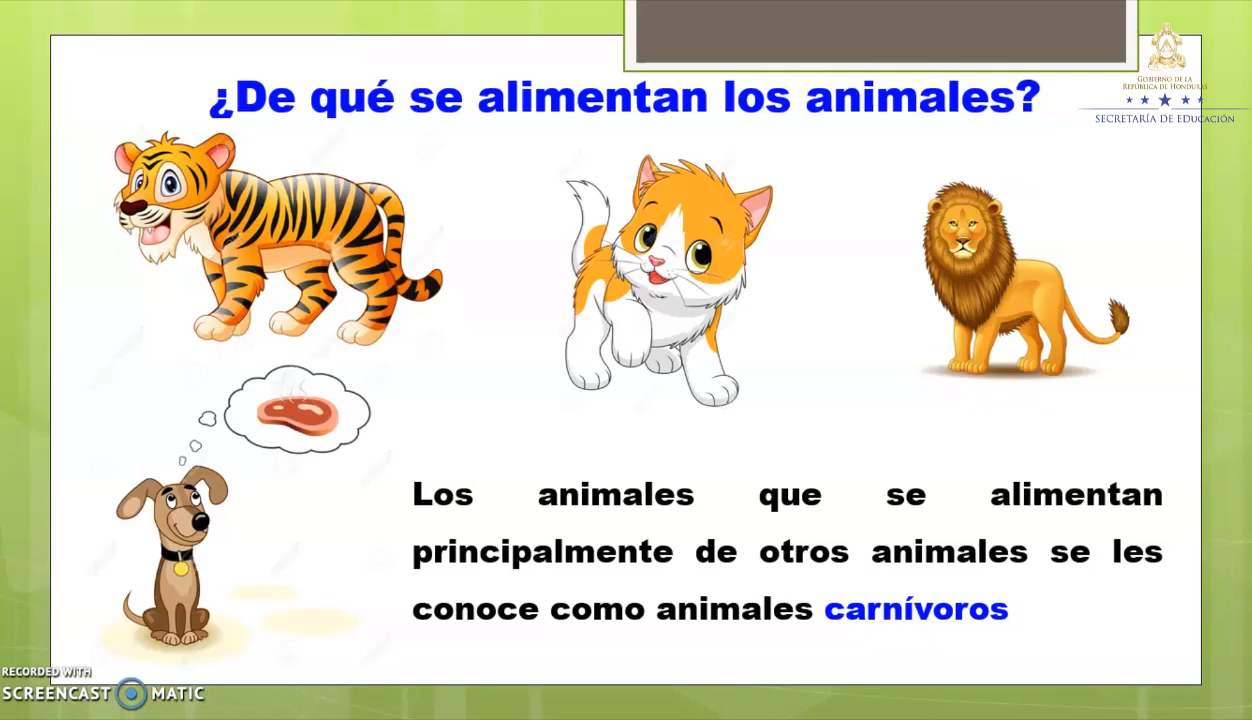 ¿De qué se alimentan los animales?
GOBIERNO DE LA
REPÚBLICA DE HONDURAS
SECRETARÍA DE EDUCACIÓN
Los animales que se alimentan
principalmente de otros animales se les
conoce como animales carnívoros
RECORDED WITH
SCREENCAST MATIC